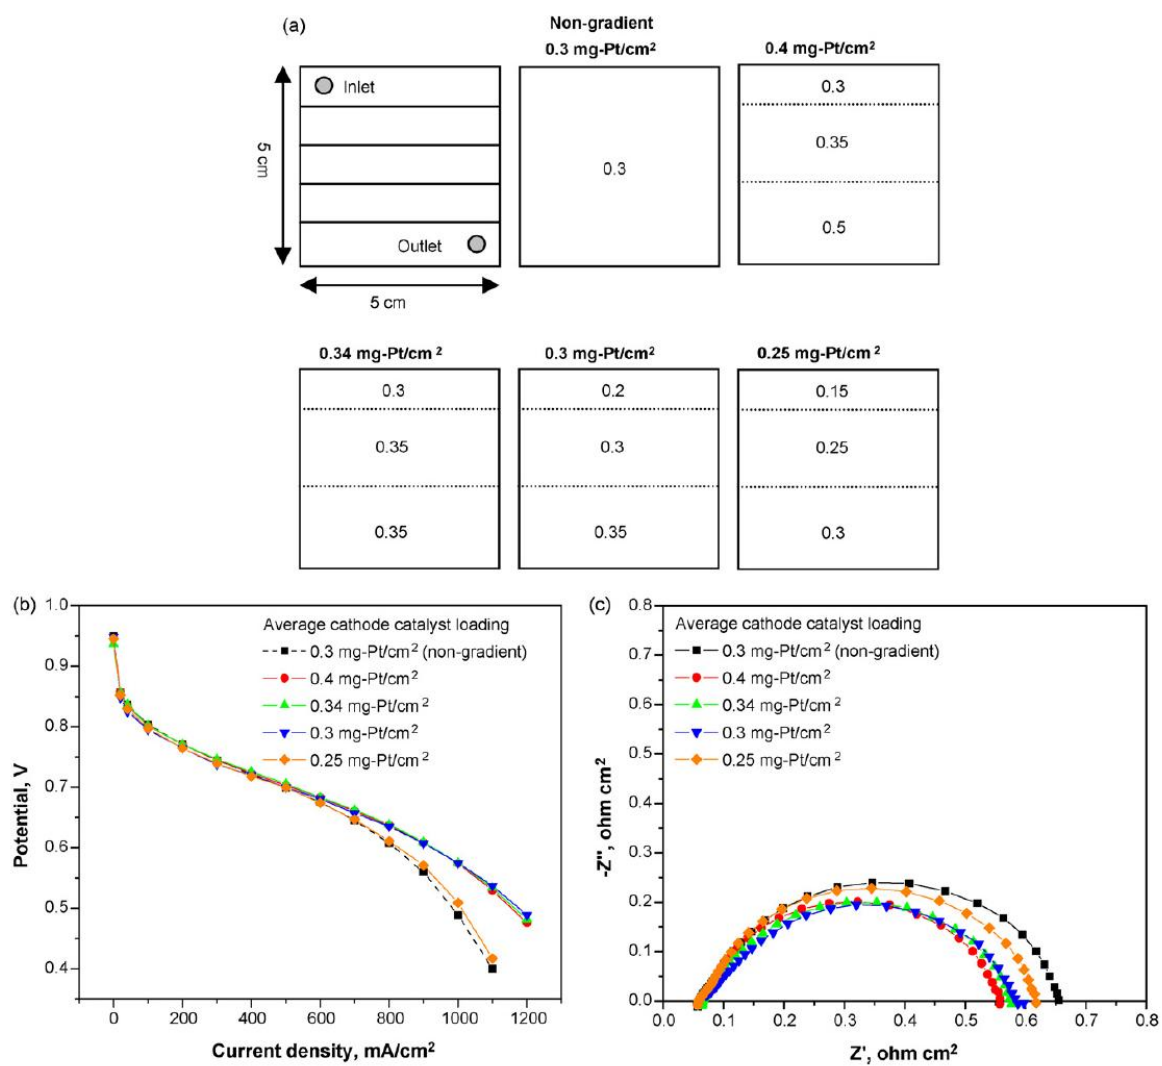 (a)
Non-gradient
0.3 mg-Pt/cm²
0.4 mg-Pt/cm²
Inlet
Outlet
5 cm
5 cm
0.3
0.3
0.35
0.5
0.34 mg-Pt/cm²
0.3 mg-Pt/cm²
0.25 mg-Pt/cm²
0.3
0.35
0.35
0.2
0.3
0.35
0.15
0.25
0.3
(b)
1.0
0.9
0.8
0.7
0.6
0.5
0.4
Potential, V
Average cathode catalyst loading
0.3 mg-Pt/cm² (non-gradient)
0.4 mg-Pt/cm²
0.34 mg-Pt/cm²
0.3 mg-Pt/cm²
0.25 mg-Pt/cm²
0 200 400 600 800 1000 1200
Current density, mA/cm²
(c)
0.8
0.7
0.6
0.5
0.4
0.3
0.2
0.1
0.0
-Z", ohm cm²
Average cathode catalyst loading
0.3 mg-Pt/cm² (non-gradient)
0.4 mg-Pt/cm²
0.34 mg-Pt/cm²
0.3 mg-Pt/cm²
0.25 mg-Pt/cm²
0.0 0.1 0.2 0.3 0.4 0.5 0.6 0.7 0.8
Z', ohm cm²